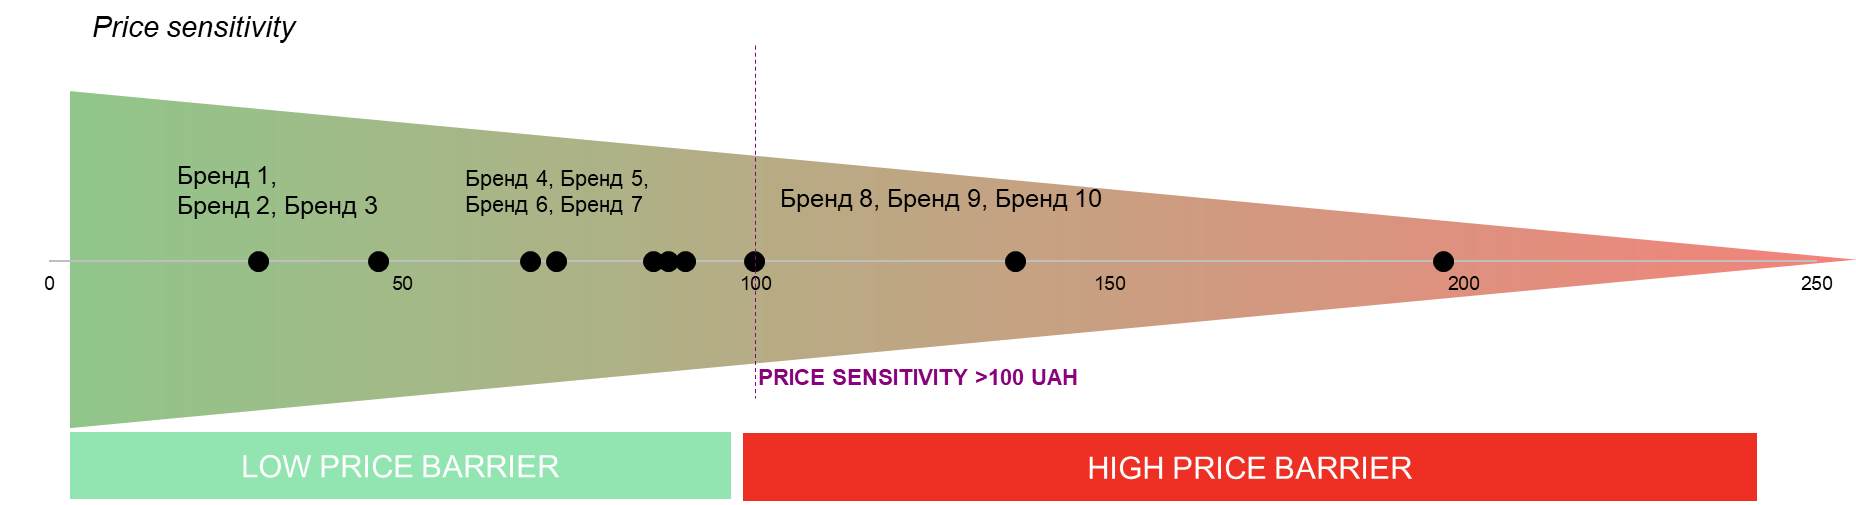 Price sensitivity
Бренд 1,
Бренд 2, Бренд 3
Бренд 4, Бренд 5,
Бренд 6, Бренд 7
Бренд 8, Бренд 9, Бренд 10
0 50 100 150 200 250
PRICE SENSITIVITY >100 UAH
LOW PRICE BARRIER
HIGH PRICE BARRIER